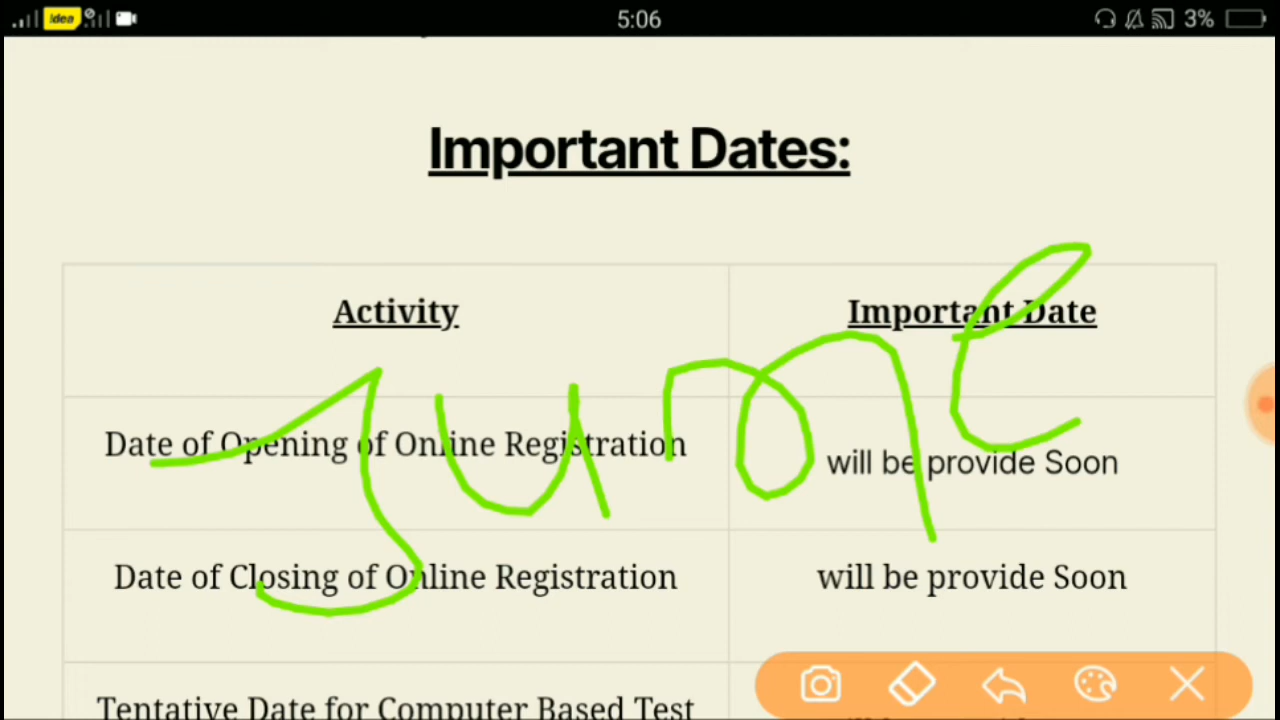 idea 5:06 3%
Important Dates:
Activity Important Date
June
Date of Opening of Online Registration will be provide Soon
Date of Closing of Online Registration will be provide Soon
Tentative Date for Computer Based Test